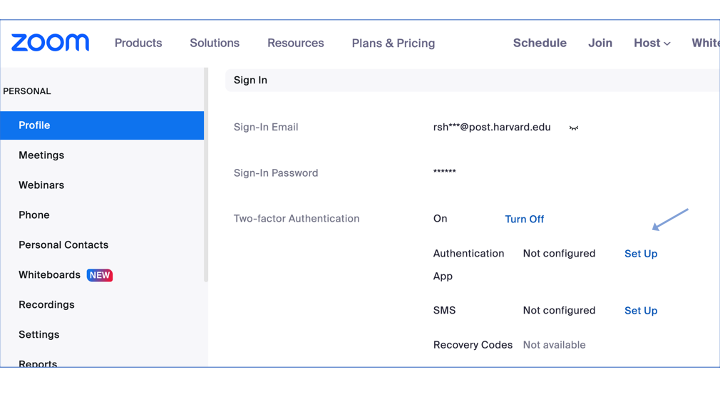 zoom Products Solutions Resources Plans & Pricing Schedule Join Host White
PERSONAL
Profile
Meetings
Webinars
Phone
Personal Contacts
Whiteboards NEW
Recordings
Settings
Reports
Sign In
Sign-In Email rsh***@post.harvard.edu
Sign-In Password ******
Two-factor Authentication On Turn Off
Authentication App Not configured Set Up
SMS Not configured Set Up
Recovery Codes Not available